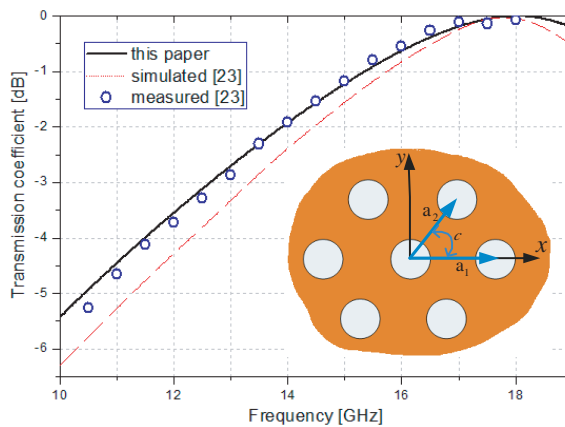 Transmission coefficient [dB]
0
-1
-2
-3
-4
-5
-6
this paper
simulated [23]
measured [23]
y
a2
c
x
a1
10 12 14 16 18
Frequency [GHz]